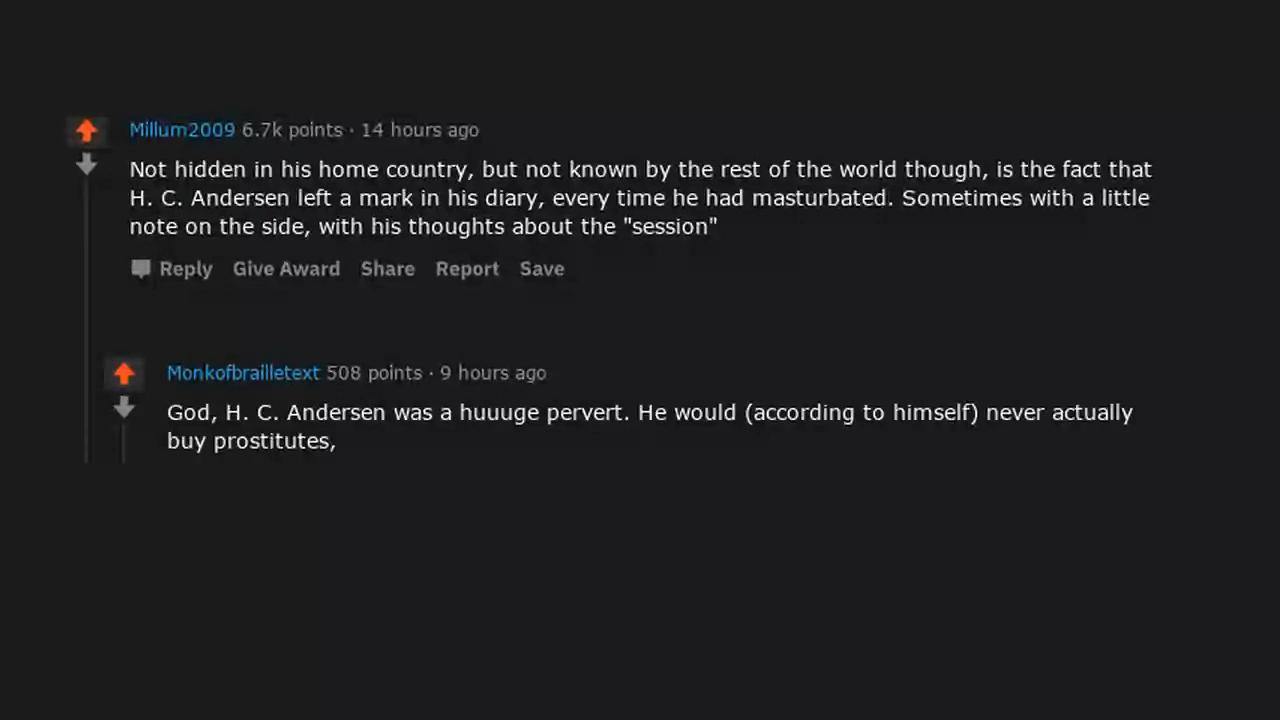 Millum2009 6.7k points · 14 hours ago
Not hidden in his home country, but not known by the rest of the world though, is the fact that
H. C. Andersen left a mark in his diary, every time he had masturbated. Sometimes with a little
note on the side, with his thoughts about the "session"
Reply Give Award Share Report Save
Monkofbrailletext 508 points · 9 hours ago
God, H. C. Andersen was a huuuge pervert. He would (according to himself) never actually
buy prostitutes,